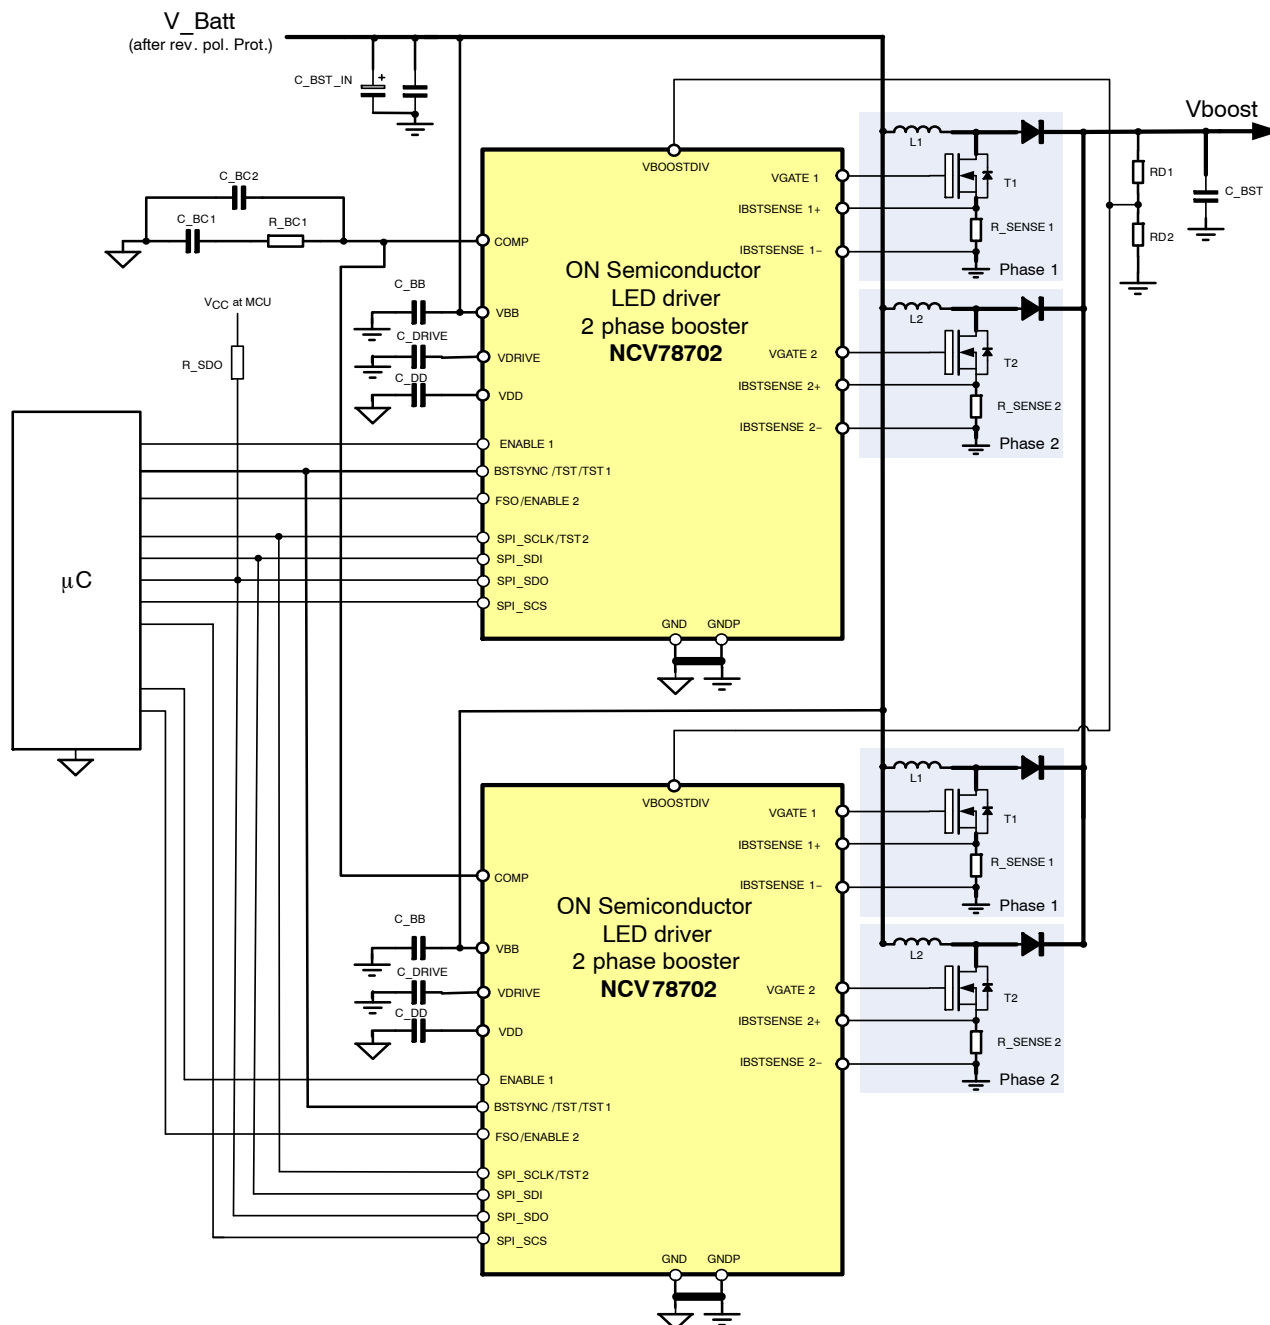 V_Batt
(after rev. pol. Prot.)
C_BST_IN
+
Vboost
L1
VBOOSTDIV
VGATE 1
T1
RD1
C_BC2
C_BST
IBSTSENSE 1+
C_BC1
R_BC1
R_SENSE 1
RD2
COMP
IBSTSENSE 1−
ON Semiconductor
LED driver
2 phase booster
NCV78702
Phase 1
C_BB
VCC at MCU
VBB
L2
C_DRIVE
VDRIVE
VGATE 2
T2
R_SDO
C_DD
VDD
IBSTSENSE 2+
R_SENSE 2
IBSTSENSE 2−
Phase 2
ENABLE 1
BSTSYNC /TST/TST1
FSO/ENABLE 2
SPI_SCLK/TST2
SPI_SDI
µC
SPI_SDO
SPI_SCS
GND
GNDP
L1
VBOOSTDIV
VGATE 1
T1
IBSTSENSE 1+
R_SENSE 1
COMP
IBSTSENSE 1−
ON Semiconductor
LED driver
2 phase booster
NCV78702
Phase 1
C_BB
VBB
L2
C_DRIVE
VDRIVE
VGATE 2
T2
C_DD
VDD
IBSTSENSE 2+
R_SENSE 2
IBSTSENSE 2−
Phase 2
ENABLE 1
BSTSYNC /TST/TST1
FSO/ENABLE 2
SPI_SCLK/TST2
SPI_SDI
SPI_SDO
SPI_SCS
GND
GNDP